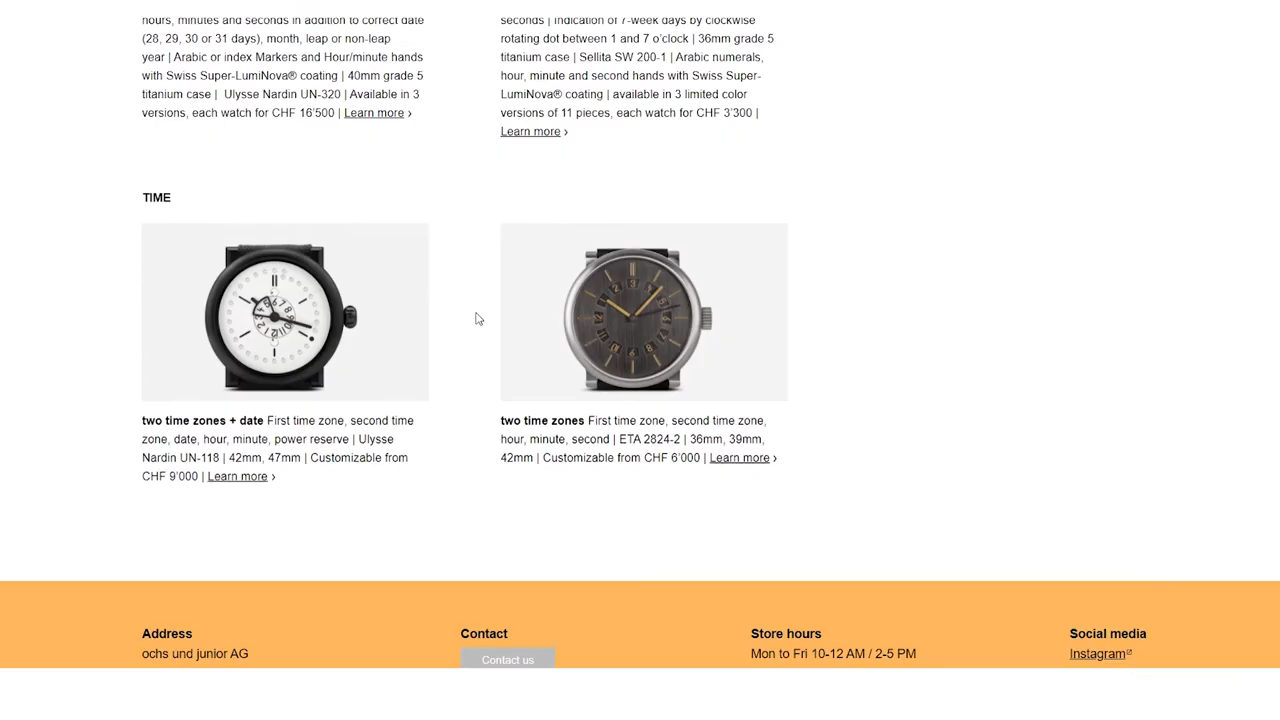 hours, minutes and seconds in addition to correct date
(28, 29, 30 or 31 days), month, leap or non-leap
year | Arabic or index Markers and Hour/minute hands
with Swiss Super-LumiNova® coating | 40mm grade 5
titanium case | Ulysse Nardin UN-320 | Available in 3
versions, each watch for CHF 16’500 | Learn more ›
seconds | Indication of 7-week days by clockwise
rotating dot between 1 and 7 o’clock | 36mm grade 5
titanium case | Sellita SW 200-1 | Arabic numerals,
hour, minute and second hands with Swiss Super-
LumiNova® coating | available in 3 limited color
versions of 11 pieces, each watch for CHF 3’300 |
Learn more ›
TIME
two time zones + date First time zone, second time
zone, date, hour, minute, power reserve | Ulysse
Nardin UN-118 | 42mm, 47mm | Customizable from
CHF 9’000 | Learn more ›
two time zones First time zone, second time zone,
hour, minute, second | ETA 2824-2 | 36mm, 39mm,
42mm | Customizable from CHF 6’000 | Learn more ›
Address
ochs und junior AG
Contact
Contact us
Store hours
Mon to Fri 10-12 AM / 2-5 PM
Social media
Instagram